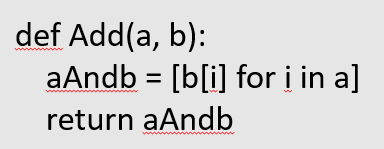 def Add(a, b):
aAndb = [b[i] for i in a]
return aAndb